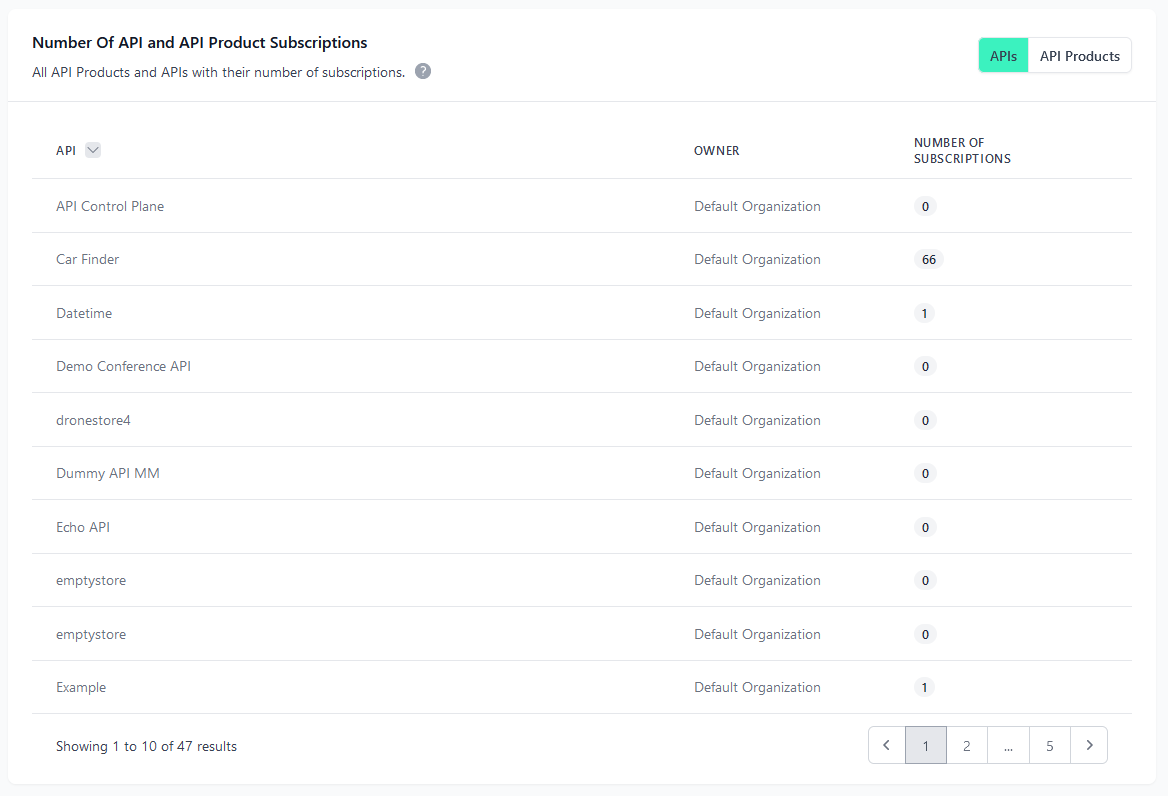 Number Of API and API Product Subscriptions
All API Products and APIs with their number of subscriptions. ?
APIs API Products
API OWNER NUMBER OF
SUBSCRIPTIONS
API Control Plane Default Organization 0
Car Finder Default Organization 66
Datetime Default Organization 1
Demo Conference API Default Organization 0
dronestore4 Default Organization 0
Dummy API MM Default Organization 0
Echo API Default Organization 0
emptystore Default Organization 0
emptystore Default Organization 0
Example Default Organization 1
Showing 1 to 10 of 47 results 1 2 ... 5